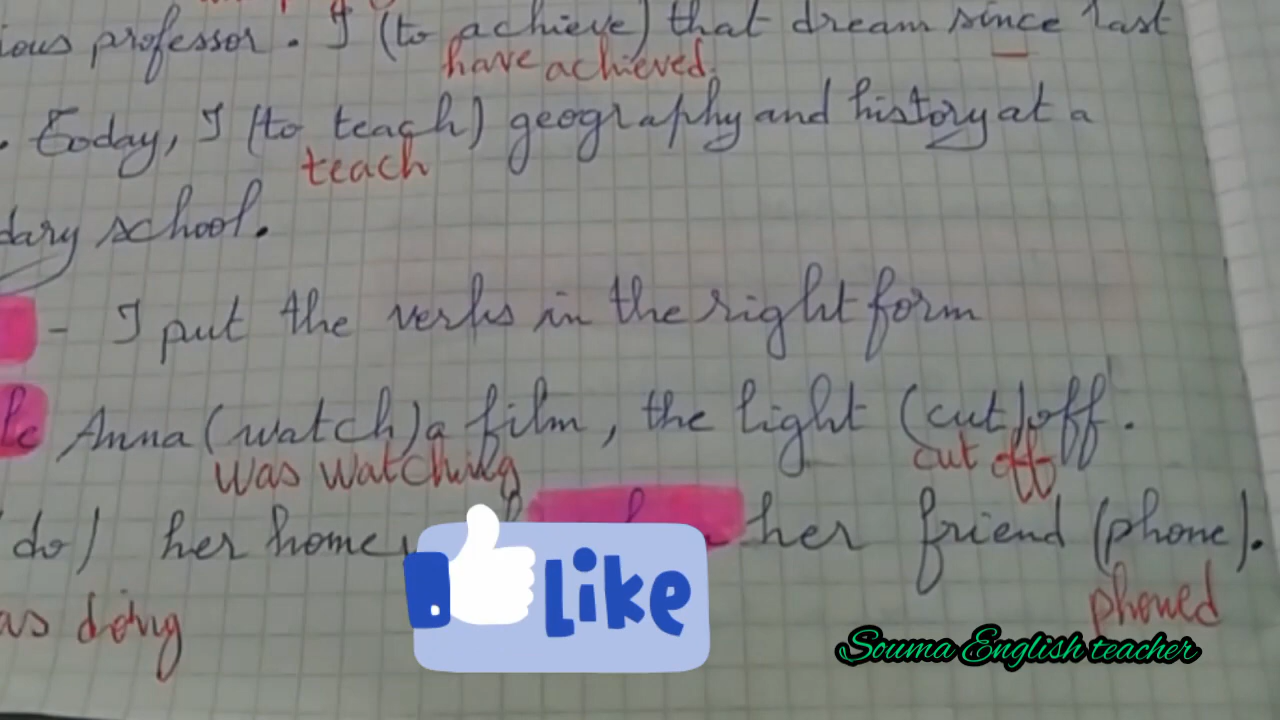 ious professor. I (to achieve) that dream since last
have achieved.
. Today, I (to teach) geography and history at a
teach
dary school.
- I put the verbs in the right form
le Anna (watch) a film, the light (cut) off.
was watching cut off
do) her home her friend (phone).
as doing phoned
Like
Souma English teacher